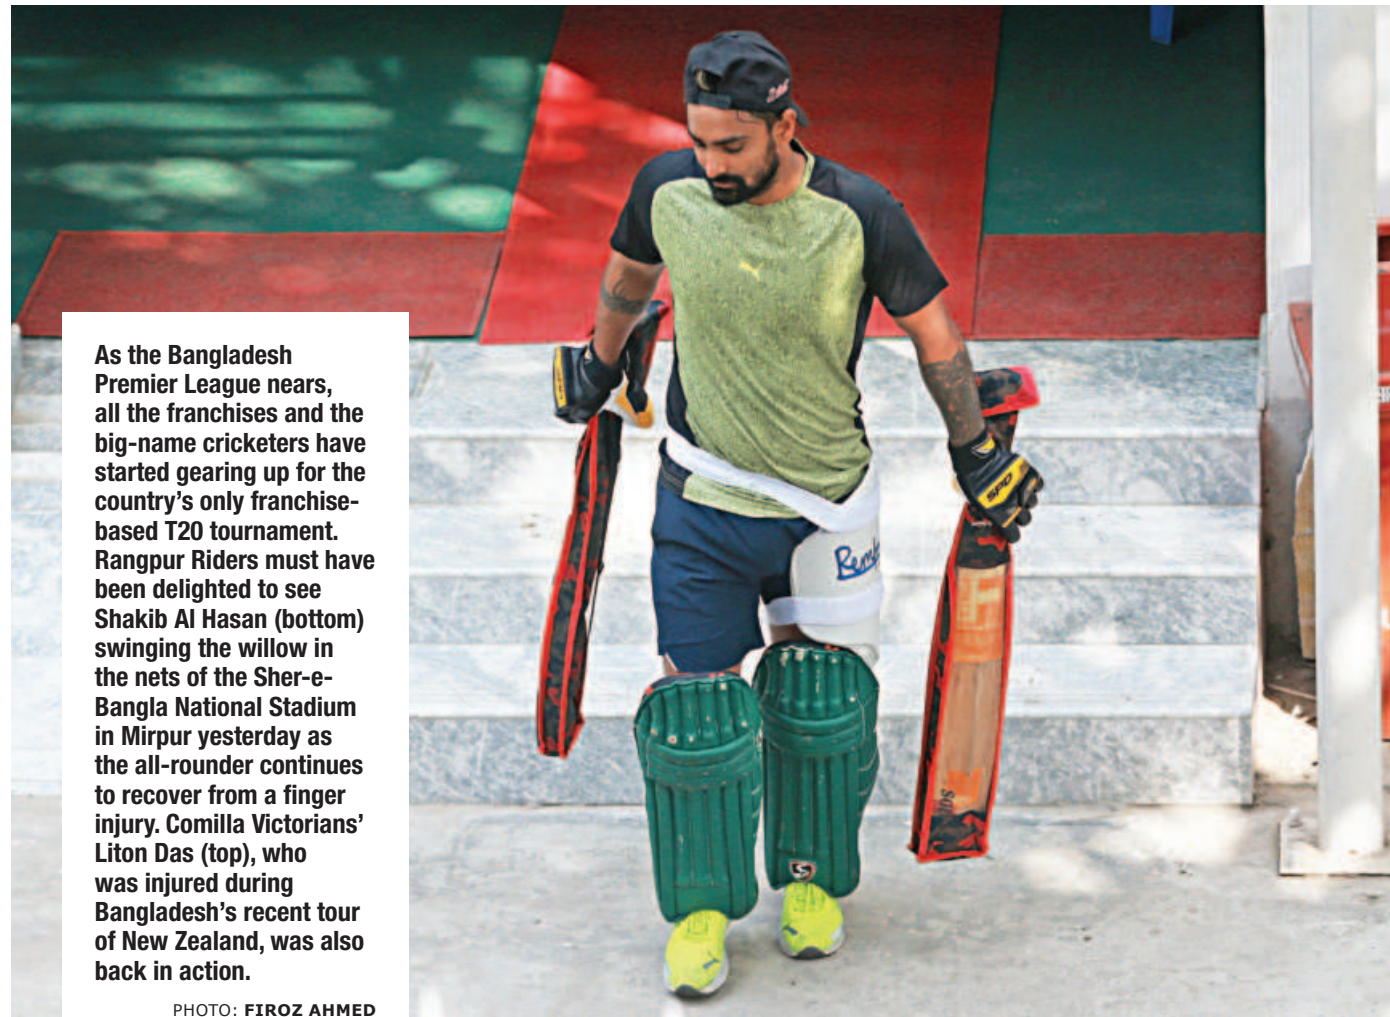 As the Bangladesh
Premier League nears,
all the franchises and the
big-name cricketers have
started gearing up for the
country’s only franchise-
based T20 tournament.
Rangpur Riders must have
been delighted to see
Shakib Al Hasan (bottom)
swinging the willow in
the nets of the Sher-e-
Bangla National Stadium
in Mirpur yesterday as
the all-rounder continues
to recover from a finger
injury. Comilla Victorians’
Liton Das (top), who
was injured during
Bangladesh’s recent tour
of New Zealand, was also
back in action.
PHOTO: FIROZ AHMED
SPD